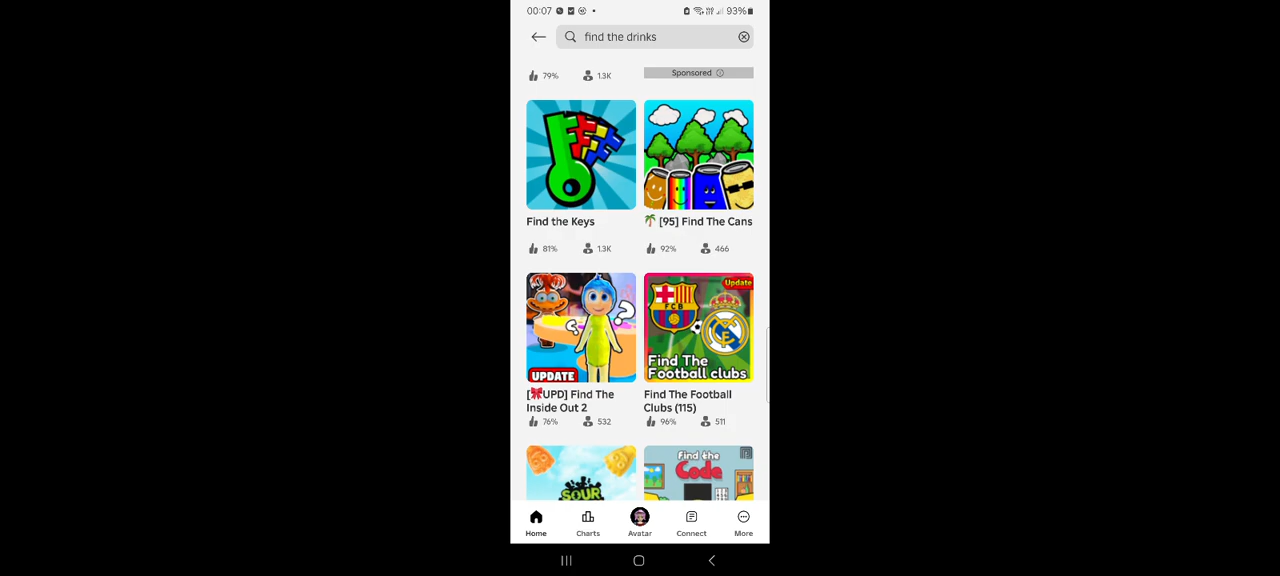 00:07
93%
find the drinks
79% 1.3K
Sponsored
Find the Keys
[95] Find The Cans
81% 1.3K
92% 466
UPDATE
Update
FCB
Find The
Football clubs
[🎀UPD] Find The
Inside Out 2
Find The Football
Clubs (115)
76% 532
96% 511
SOUR
Find the
Code
Home
Charts
Avatar
Connect
More